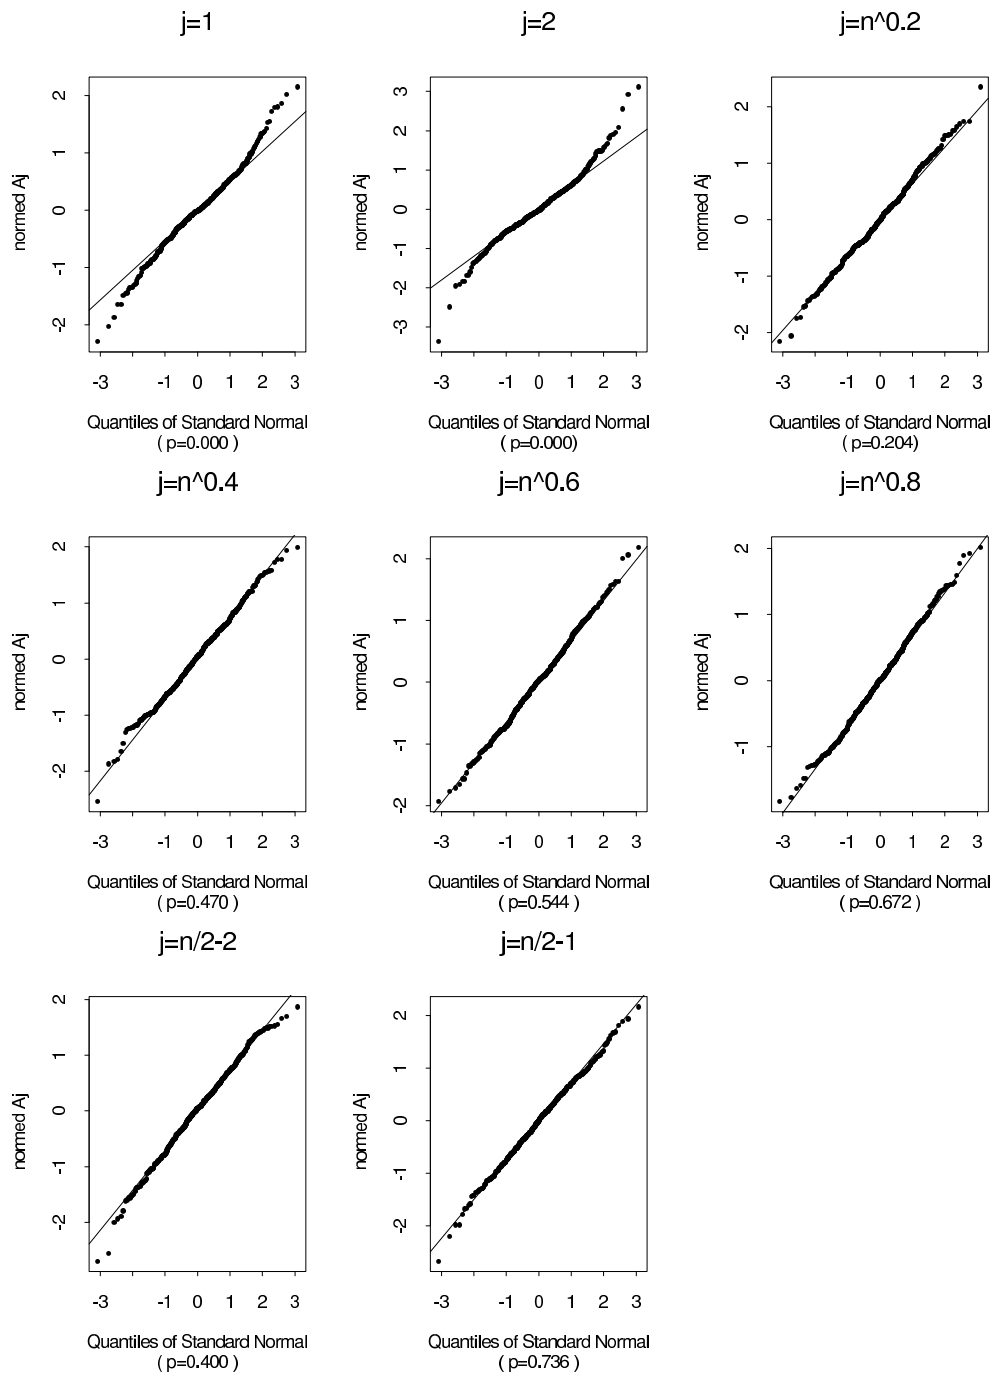 j=1
2
1
0
-1
-2
normed Aj
-3 -2 -1 0 1 2 3
Quantiles of Standard Normal
( p=0.000 )
j=2
3
2
1
0
-1
-2
-3
-3 -2 -1 0 1 2 3
Quantiles of Standard Normal
( p=0.000)
j=n^0.2
2
1
0
-1
-2
normed Aj
-3 -2 -1 0 1 2 3
Quantiles of Standard Normal
( p=0.204)
j=n^0.4
2
1
0
-1
-2
normed Aj
-3 -1 0 1 2 3
Quantiles of Standard Normal
( p=0.470 )
j=n^0.6
2
1
0
-1
-2
normed Aj
-3 -1 0 1 2 3
Quantiles of Standard Normal
( p=0.544 )
j=n^0.8
2
1
0
-1
normed Aj
-3 -1 0 1 2 3
Quantiles of Standard Normal
( p=0.672 )
j=n/2-2
2
1
0
-1
-2
normed Aj
-3 -1 0 1 2 3
Quantiles of Standard Normal
( p=0.400 )
j=n/2-1
2
1
0
-1
-2
normed Aj
-3 -1 0 1 2 3
Quantiles of Standard Normal
( p=0.736 )